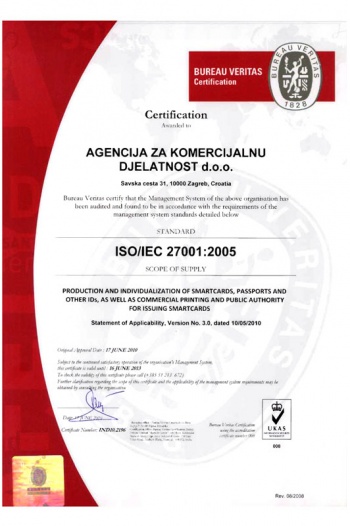 BUREAU VERITAS
Certification
BUREAU VERITAS
1828
Certification
Awarded to
AGENCIJA ZA KOMERCIJALNU
DJELATNOST d.o.o.
Savska cesta 31, 10000 Zagreb, Croatia
Bureau Veritas certify that the Management System of the above organisation has
been audited and found to be in accordance with the requirements of the
management system standards detailed below
STANDARD
ISO/IEC 27001:2005
SCOPE OF SUPPLY
PRODUCTION AND INDIVIDUALIZATION OF SMARTCARDS, PASSPORTS AND
OTHER IDs, AS WELL AS COMMERCIAL PRINTING AND PUBLIC AUTHORITY
FOR ISSUING SMARTCARDS
Statement of Applicability, Version No. 3.0, dated 10/05/2010
Original Approval Date : 17 JUNE 2010
Subject to the continued satisfactory operation of the organisation's Management System,
this certificate is valid until : 16 JUNE 2013
To check the validity of this certificate please call
Further clarification regarding the scope of this certificate and the applicability of the management system requirements may be
obtained by consulting the organisation
Date:
Certificate Number: IND10.2196
Bureau Veritas Certification
using the accreditation
certificate number 008
UKAS
008
Rev. 06/2008